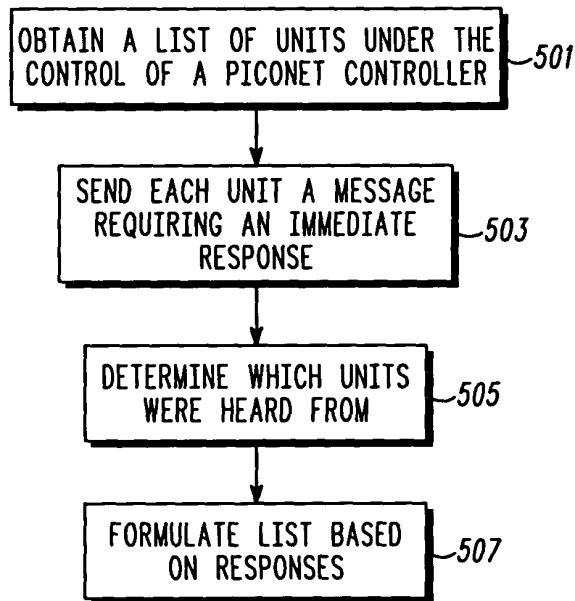 OBTAIN A LIST OF UNITS UNDER THE
CONTROL OF A PICONET CONTROLLER
501
SEND EACH UNIT A MESSAGE
REQUIRING AN IMMEDIATE
RESPONSE
503
DETERMINE WHICH UNITS
WERE HEARD FROM
505
FORMULATE LIST BASED
ON RESPONSES
507